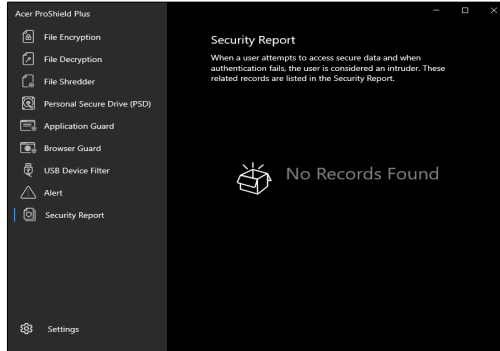 Acer ProShield Plus
File Encryption
File Decryption
File Shredder
Personal Secure Drive (PSD)
Application Guard
Browser Guard
USB Device Filter
Alert
Security Report
Settings
Security Report
When a user attempts to access secure data and when
authentication fails, the user is considered an intruder. These
related records are listed in the Security Report.
No Records Found